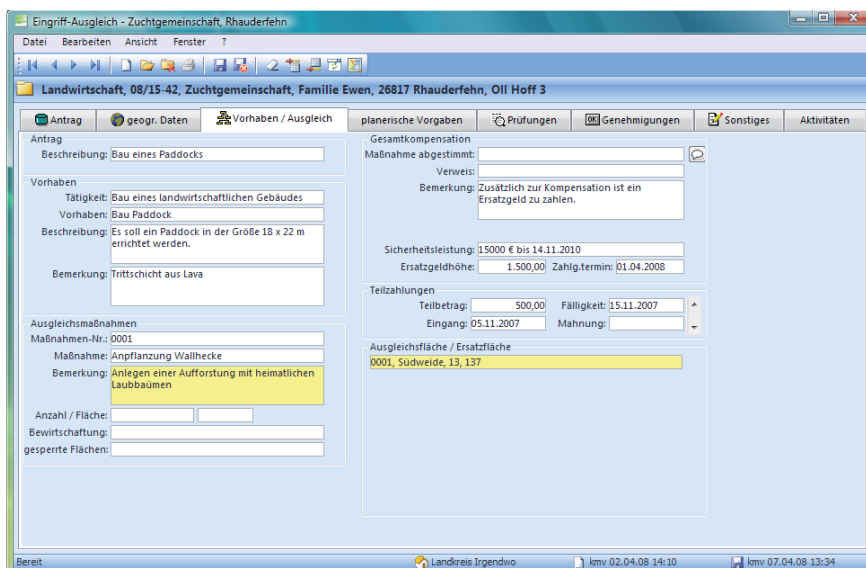 Eingriff-Ausgleich - Zuchtgemeinschaft, Rhauderfehn
Datei Bearbeiten Ansicht Fenster ?
Landwirtschaft, 08/15-42, Zuchtgemeinschaft, Familie Ewen, 26817 Rhauderfehn, Oll Hoff 3
Antrag geogr. Daten Vorhaben / Ausgleich planerische Vorgaben Prüfungen OK Genehmigungen Sonstiges Aktivitäten
Antrag
Beschreibung: Bau eines Paddocks
Vorhaben
Tätigkeit: Bau eines landwirtschaftlichen Gebäudes
Vorhaben: Bau Paddock
Beschreibung: Es soll ein Paddock in der Größe 18 x 22 m
errichtet werden.
Bemerkung: Trittschicht aus Lava
Ausgleichsmaßnahmen
Maßnahmen-Nr.: 0001
Maßnahme: Anpflanzung Wallhecke
Bemerkung: Anlegen einer Aufforstung mit heimatlichen
Laubbaümen
Anzahl / Fläche:
Bewirtschaftung:
gesperrte Flächen:
Gesamtkompensation
Maßnahme abgestimmt:
Verweis:
Bemerkung: Zusätzlich zur Kompensation ist ein
Ersatzgeld zu zahlen.
Sicherheitsleistung: 15000 € bis 14.11.2010
Ersatzgeldhöhe: 1.500,00 Zahlg.termin: 01.04.2008
Teilzahlungen
Teilbetrag: 500,00 Fälligkeit: 15.11.2007
Eingang: 05.11.2007 Mahnung:
Ausgleichsfläche / Ersatzfläche
0001, Südweide, 13, 137
Bereit Landkreis Irgendwo kmv 02.04.08 14:10 kmv 07.04.08 13:34